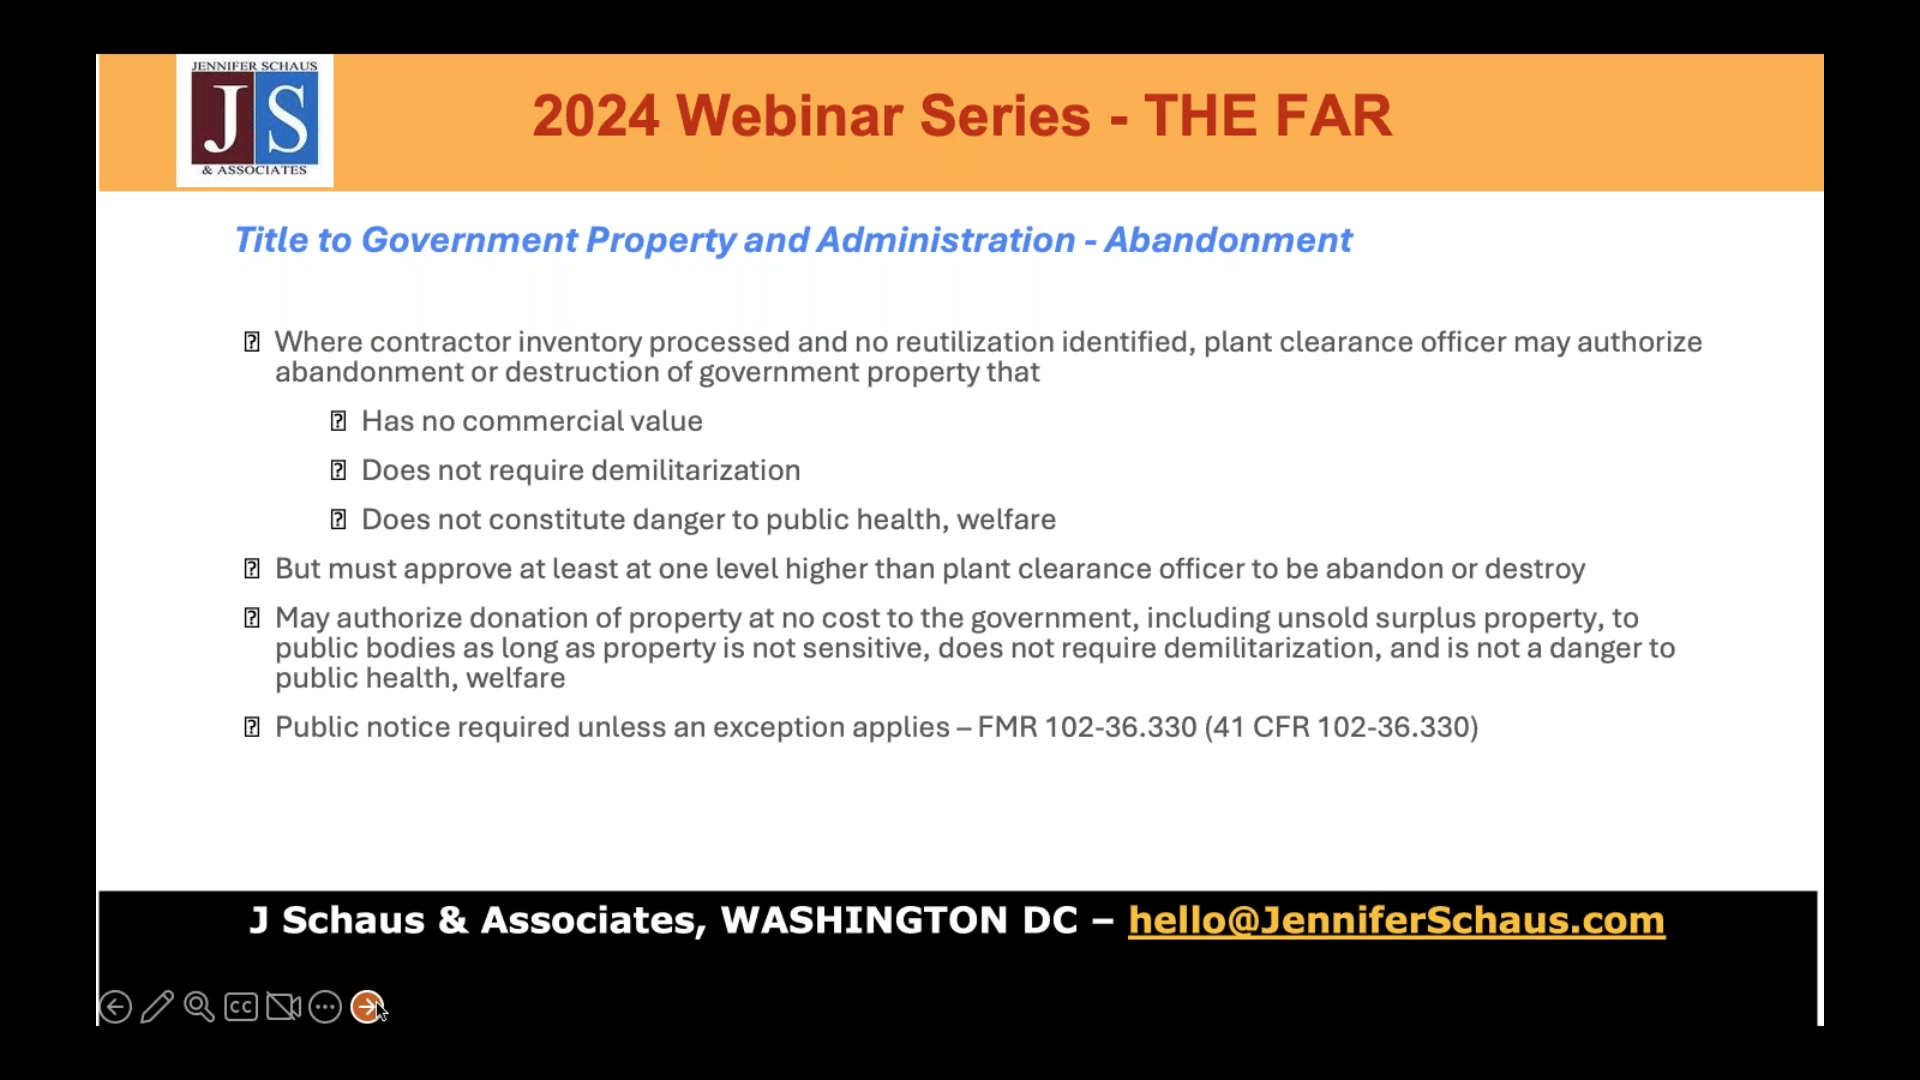 JENNIFER SCHAUS
JS
& ASSOCIATES
2024 Webinar Series - THE FAR
Title to Government Property and Administration - Abandonment
Where contractor inventory processed and no reutilization identified, plant clearance officer may authorize
abandonment or destruction of government property that
Has no commercial value
Does not require demilitarization
Does not constitute danger to public health, welfare
But must approve at least at one level higher than plant clearance officer to be abandon or destroy
May authorize donation of property at no cost to the government, including unsold surplus property, to
public bodies as long as property is not sensitive, does not require demilitarization, and is not a danger to
public health, welfare
Public notice required unless an exception applies – FMR 102-36.330 (41 CFR 102-36.330)
J Schaus & Associates, WASHINGTON DC – hello@JenniferSchaus.com
CC